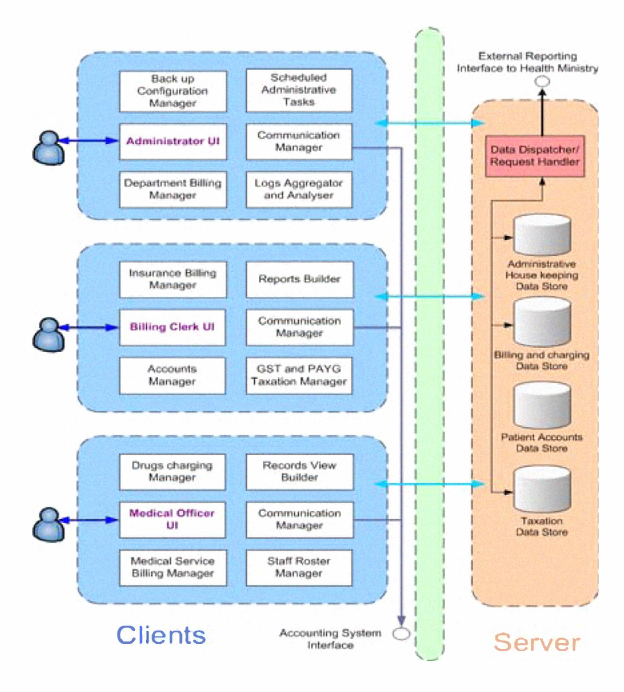 External Reporting
Interface to Health Ministry
Back up
Configuration
Manager
Scheduled
Administrative
Tasks
Administrator UI
Communication
Manager
Department Billing
Manager
Logs Aggregator
and Analyser
Data Dispatcher/
Request Handler
Administrative
House keeping
Data Store
Insurance Billing
Manager
Reports Builder
Billing Clerk UI
Communication
Manager
Accounts
Manager
GST and PAYG
Taxation Manager
Billing and charging
Data Store
Patient Accounts
Data Store
Drugs charging
Manager
Records View
Builder
Medical Officer
UI
Communication
Manager
Medical Service
Billing Manager
Staff Roster
Manager
Taxation
Data Store
Clients
Accounting System
Interface
Server